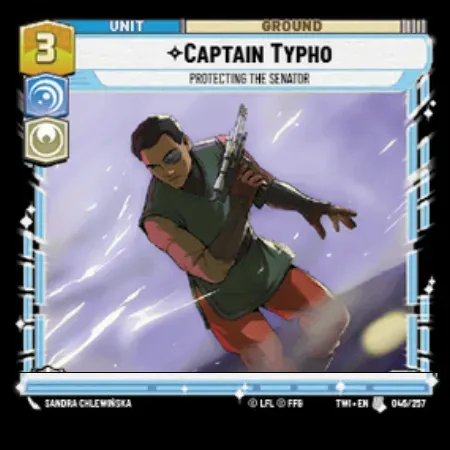 UNIT GROUND
3
CAPTAIN TYPHO
PROTECTING THE SENATOR
SANDRA CHLEWIŃSKA © LFL © FFG TWI • EN 046/257